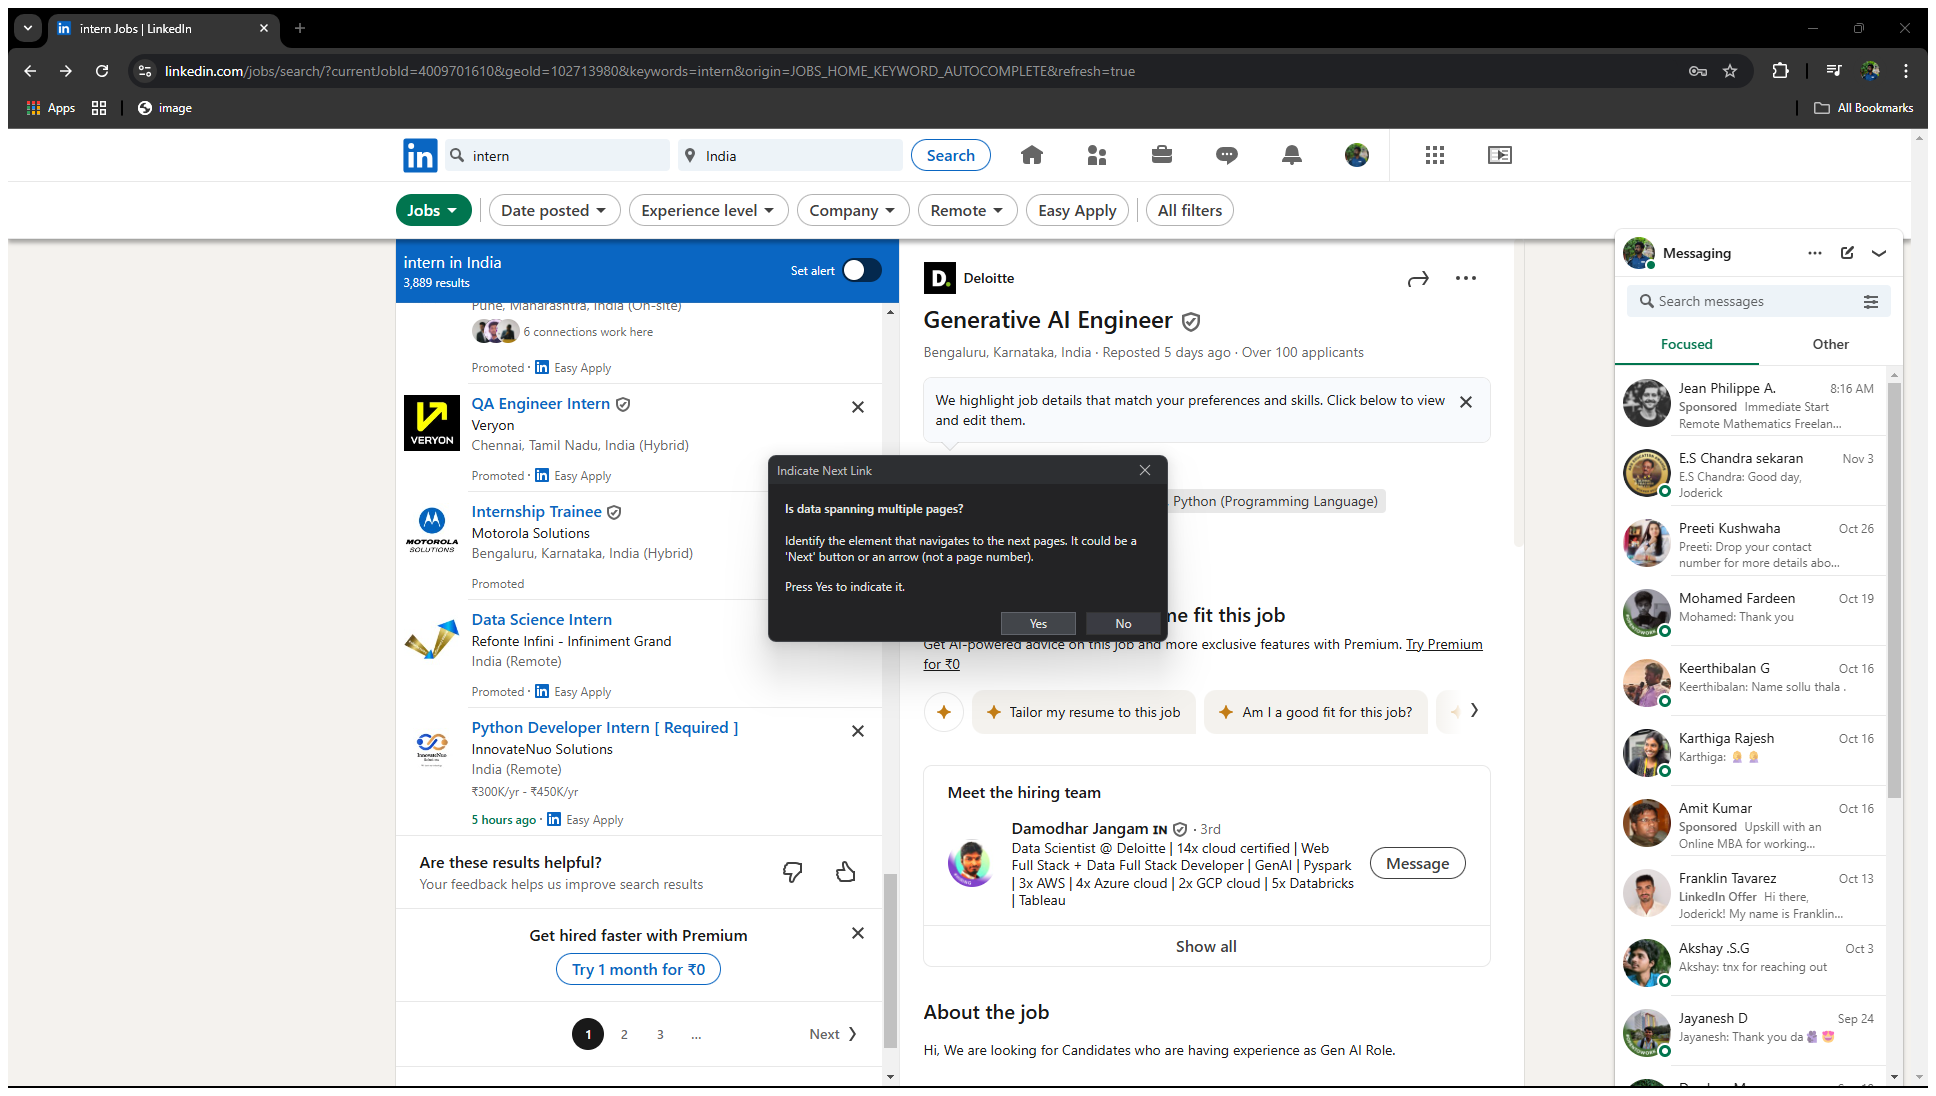 intern Jobs | LinkedIn
linkedin.com/jobs/search/?currentJobId=4009701610&geoId=102713980&keywords=intern&origin=JOBS_HOME_KEYWORD_AUTOCOMPLETE&refresh=true
Apps
image
All Bookmarks
in
intern
India
Search
Jobs
Date posted
Experience level
Company
Remote
Easy Apply
All filters
intern in India
3,889 results
Set alert
Pune, Maharashtra, India (On-site)
6 connections work here
Promoted · in Easy Apply
VERYON
QA Engineer Intern
Veryon
Chennai, Tamil Nadu, India (Hybrid)
Promoted · in Easy Apply
MOTOROLA
SOLUTIONS
Internship Trainee
Motorola Solutions
Bengaluru, Karnataka, India (Hybrid)
Promoted
Data Science Intern
Refonte Infini - Infiniment Grand
India (Remote)
Promoted · in Easy Apply
InnovateNuo
Solutions
Python Developer Intern [ Required ]
InnovateNuo Solutions
India (Remote)
₹300K/yr - ₹450K/yr
5 hours ago · in Easy Apply
Are these results helpful?
Your feedback helps us improve search results
Get hired faster with Premium
Try 1 month for ₹0
1 2 3 ... Next
D.
Deloitte
Generative AI Engineer
Bengaluru, Karnataka, India · Reposted 5 days ago · Over 100 applicants
We highlight job details that match your preferences and skills. Click below to view
and edit them.
Python (Programming Language)
Indicate Next Link
Is data spanning multiple pages?
Identify the element that navigates to the next pages. It could be a
'Next' button or an arrow (not a page number).
Press Yes to indicate it.
Yes
No
me fit this job
Get AI-powered advice on this job and more exclusive features with Premium. Try Premium
for ₹0
Tailor my resume to this job
Am I a good fit for this job?
Meet the hiring team
Damodhar Jangam IN · 3rd
Data Scientist @ Deloitte | 14x cloud certified | Web
Full Stack + Data Full Stack Developer | GenAI | Pyspark
| 3x AWS | 4x Azure cloud | 2x GCP cloud | 5x Databricks
| Tableau
Message
Show all
About the job
Hi, We are looking for Candidates who are having experience as Gen AI Role.
Messaging
Search messages
Focused
Other
Jean Philippe A. 8:16 AM
Sponsored Immediate Start
Remote Mathematics Freelan...
E.S Chandra sekaran Nov 3
E.S Chandra: Good day,
Joderick
Preeti Kushwaha Oct 26
Preeti: Drop your contact
number for more details abo...
Mohamed Fardeen Oct 19
Mohamed: Thank you
Keerthibalan G Oct 16
Keerthibalan: Name sollu thala .
Karthiga Rajesh Oct 16
Karthiga:
Amit Kumar Oct 16
Sponsored Upskill with an
Online MBA for working...
Franklin Tavarez Oct 13
LinkedIn Offer Hi there,
Joderick! My name is Franklin...
Akshay .S.G Oct 3
Akshay: tnx for reaching out
Jayanesh D Sep 24
Jayanesh: Thank you da